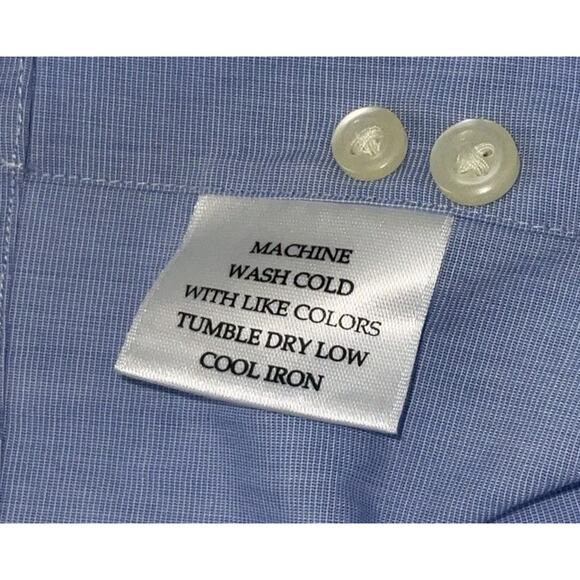 MACHINE
WASH COLD
WITH LIKE COLORS
TUMBLE DRY LOW
COOL IRON